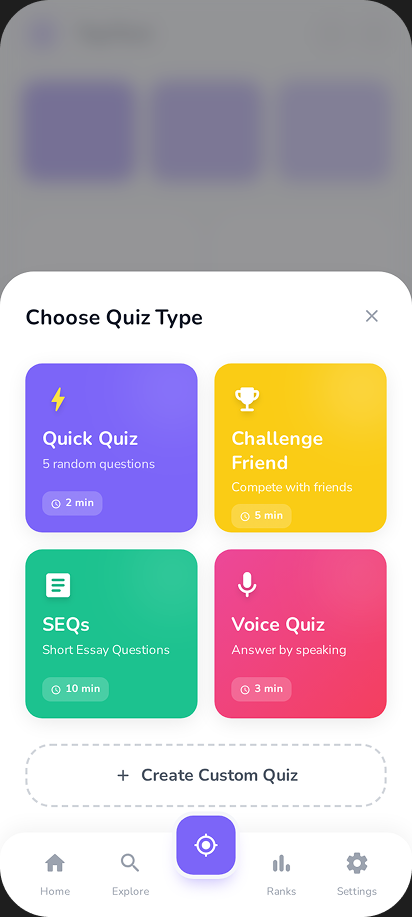 Choose Quiz Type
Quick Quiz
5 random questions
2 min
Challenge
Friend
Compete with friends
5 min
SEQs
Short Essay Questions
10 min
Voice Quiz
Answer by speaking
3 min
+ Create Custom Quiz
Home
Explore
Ranks
Settings